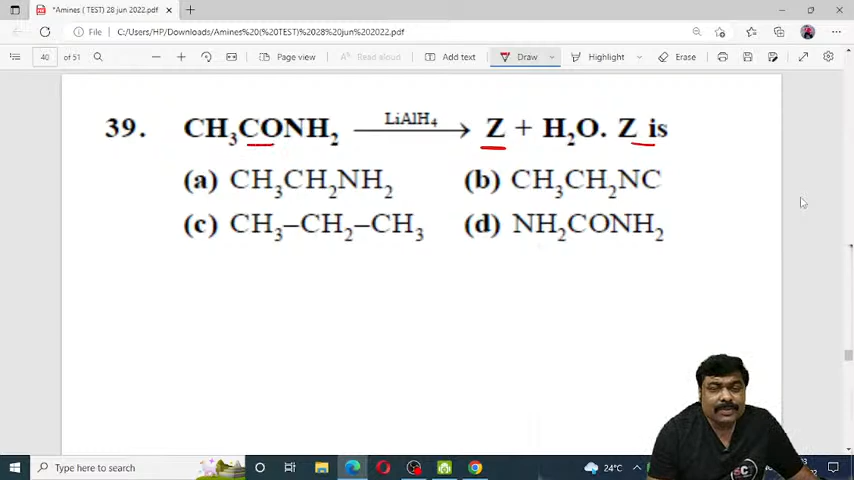 *Amines ( TEST) 28 jun 2022.pdf
File C:/Users/HP/Downloads/Amines%20(%20TEST)%2028%20jun%202022.pdf
40 of 51 Page view Read aloud Add text Draw Highlight Erase
39. CH₃CONH₂ —LiAlH₄→ Z + H₂O. Z is
(a) CH₃CH₂NH₂ (b) CH₃CH₂NC
(c) CH₃–CH₂–CH₃ (d) NH₂CONH₂
Type here to search 24°C